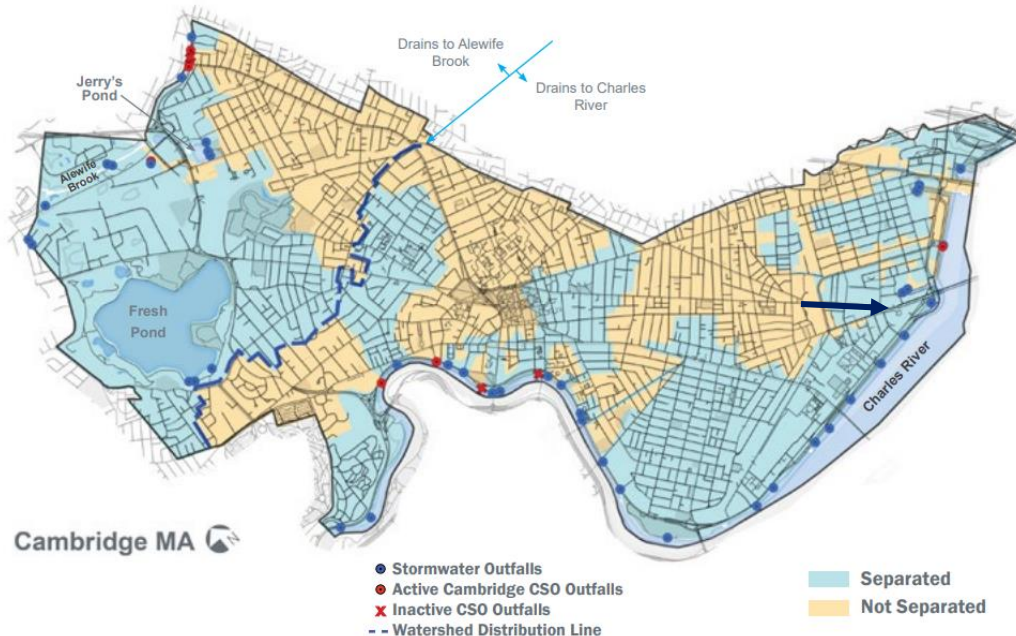 Drains to Alewife
Brook
Drains to Charles
River
Jerry's
Pond
Alewife
Brook
Fresh
Pond
Charles River
Cambridge MA
N
Stormwater Outfalls
Active Cambridge CSO Outfalls
Inactive CSO Outfalls
Watershed Distribution Line
Separated
Not Separated